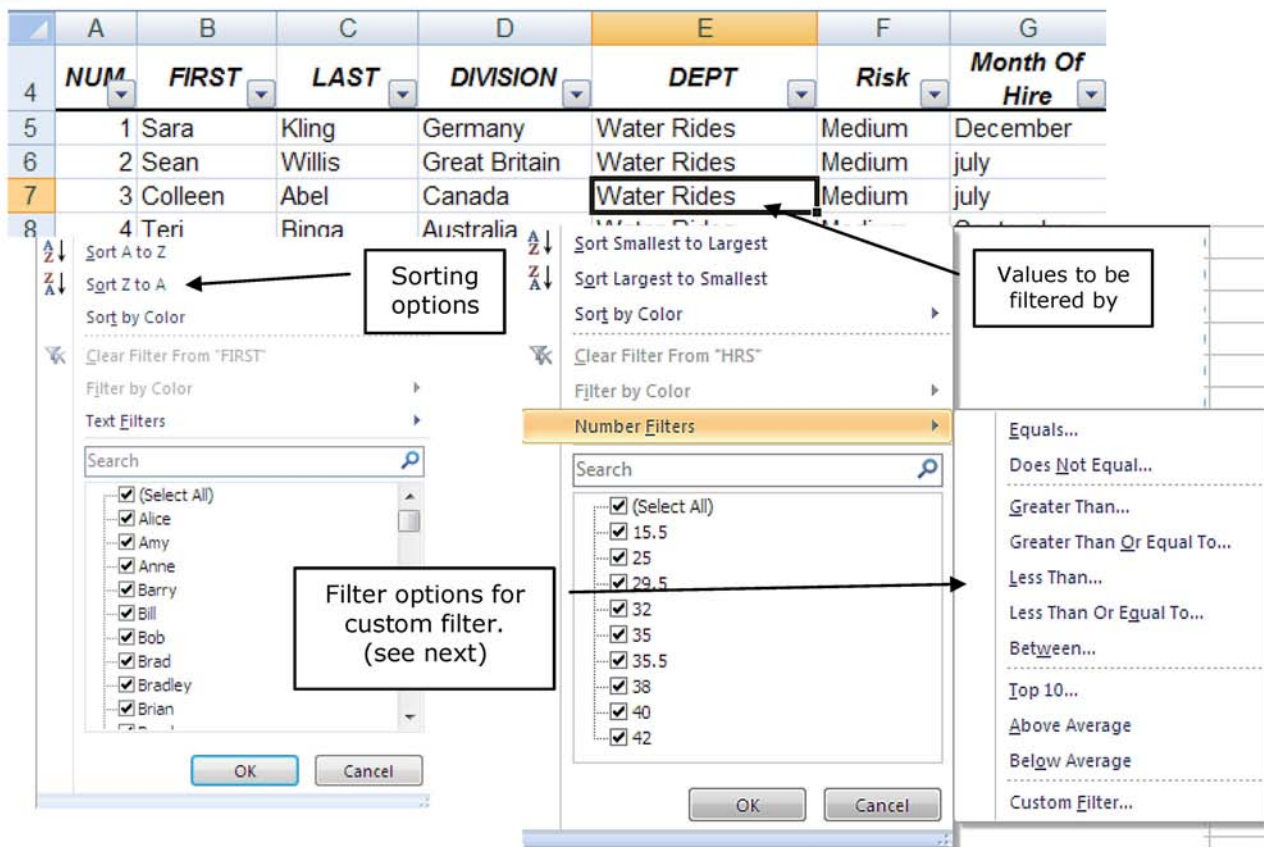 A B C D E F G
4 NUM FIRST LAST DIVISION DEPT Risk Month Of
Hire
5 1 Sara Kling Germany Water Rides Medium December
6 2 Sean Willis Great Britain Water Rides Medium july
7 3 Colleen Abel Canada Water Rides Medium july
8 4 Teri Binga Australia
Sort A to Z
Sort Z to A
Sort by Color
Clear Filter From "FIRST"
Filter by Color
Text Filters
Search
(Select All)
Alice
Amy
Anne
Barry
Bill
Bob
Brad
Bradley
Brian
OK Cancel
Sorting
options
Sort Smallest to Largest
Sort Largest to Smallest
Sort by Color
Clear Filter From "HRS"
Filter by Color
Number Filters
Search
(Select All)
15.5
25
29.5
32
35
35.5
38
40
42
OK Cancel
Values to be
filtered by
Filter options for
custom filter.
(see next)
Equals...
Does Not Equal...
Greater Than...
Greater Than Or Equal To...
Less Than...
Less Than Or Equal To...
Between...
Top 10...
Above Average
Below Average
Custom Filter...